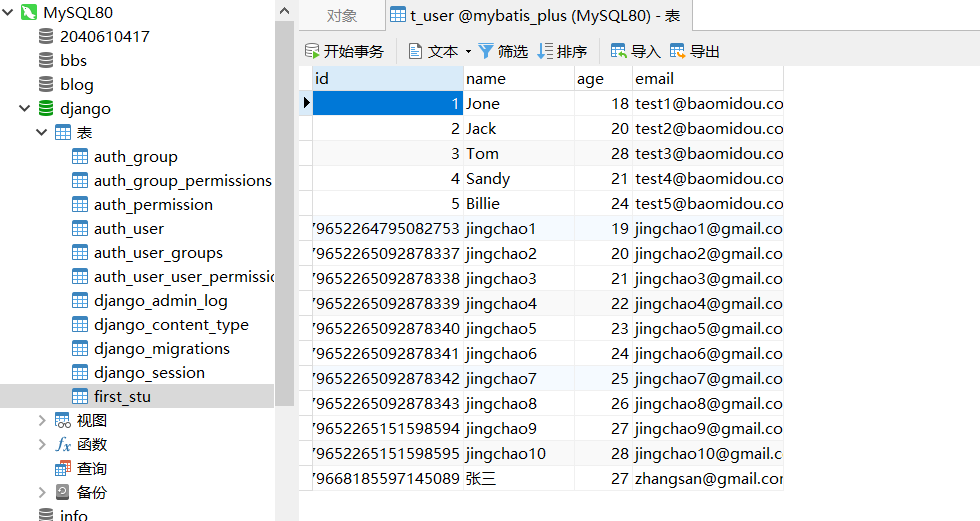 MySQL80
2040610417
bbs
blog
django
表
auth_group
auth_group_permissions
auth_permission
auth_user
auth_user_groups
auth_user_user_permissio
django_admin_log
django_content_type
django_migrations
django_session
first_stu
视图
fx 函数
查询
备份
info
对象 t_user @mybatis_plus (MySQL80) - 表
开始事务 文本 筛选 排序 导入 导出
id name age email
1 Jone 18 test1@baomidou.co
2 Jack 20 test2@baomidou.co
3 Tom 28 test3@baomidou.co
4 Sandy 21 test4@baomidou.co
5 Billie 24 test5@baomidou.co
79652264795082753 jingchao1 19 jingchao1@gmail.co
79652265092878337 jingchao2 20 jingchao2@gmail.co
79652265092878338 jingchao3 21 jingchao3@gmail.co
79652265092878339 jingchao4 22 jingchao4@gmail.co
79652265092878340 jingchao5 23 jingchao5@gmail.co
79652265092878341 jingchao6 24 jingchao6@gmail.co
79652265092878342 jingchao7 25 jingchao7@gmail.co
79652265092878343 jingchao8 26 jingchao8@gmail.co
79652265151598594 jingchao9 27 jingchao9@gmail.co
79652265151598595 jingchao10 28 jingchao10@gmail.c
79668185597145089 张三 27 zhangsan@gmail.cor